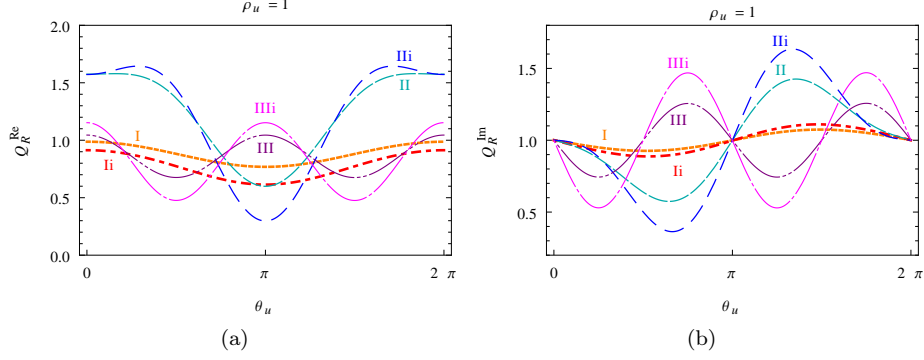 ρu = 1
2.0
1.5
1.0
0.5
0.0
Q R Re
IIi
II
IIIi
I
III
Ii
0
π
2 π
θu
(a)
ρu = 1
1.5
1.0
0.5
Q R Im
IIi
IIIi
II
III
I
Ii
0
π
2 π
θu
(b)